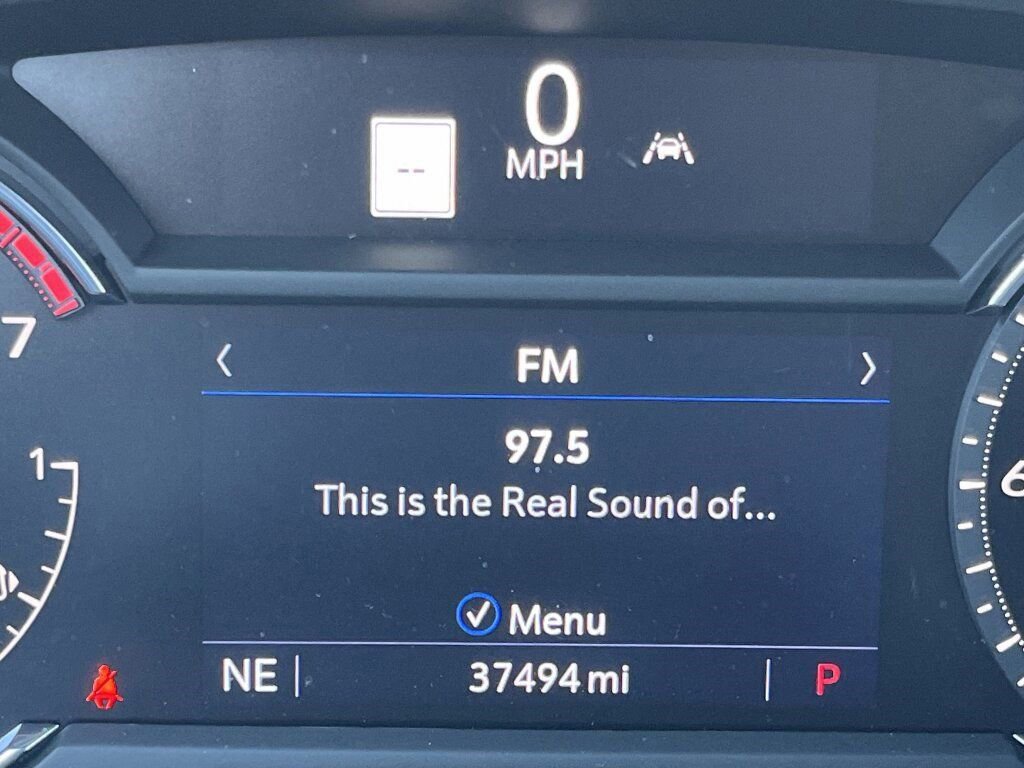 0
--
MPH
7
FM
97.5
This is the Real Sound of...
1
6
Menu
NE
37494 mi
P